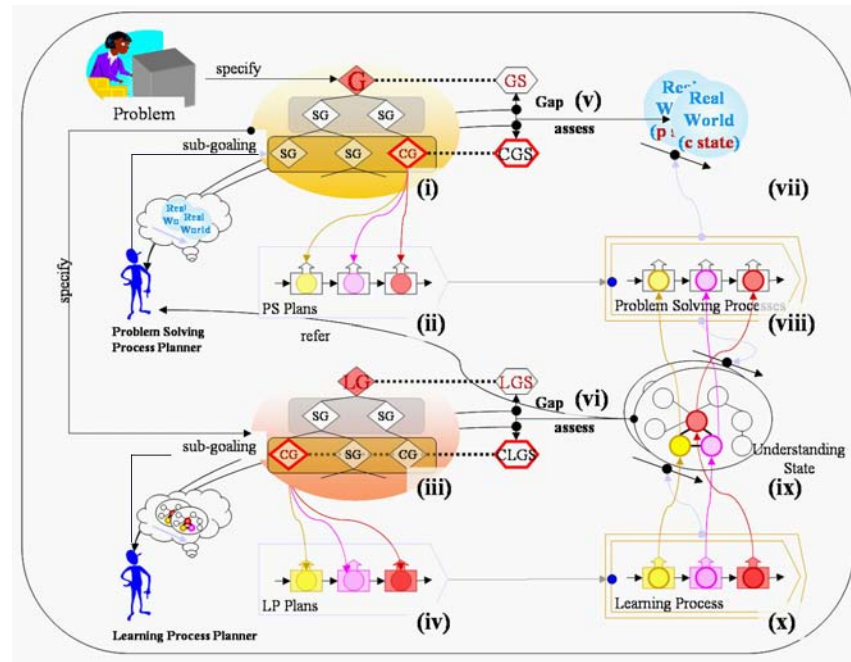 specify
Problem
G
GS
SG
SG
Gap
(v)
assess
Real
W
Real
World
(p
(c state)
sub-goaling
SG
SG
CG
CGS
(i)
(vii)
Real
Wo
Real
World
specify
PS Plans
(ii)
Problem Solving Processes
(viii)
Problem Solving
Process Planner
refer
LG
LGS
SG
SG
Gap
(vi)
assess
sub-goaling
CG
SG
CG
CLGS
(iii)
Understanding
State
(ix)
LP Plans
(iv)
Learning Process
(x)
Learning Process Planner